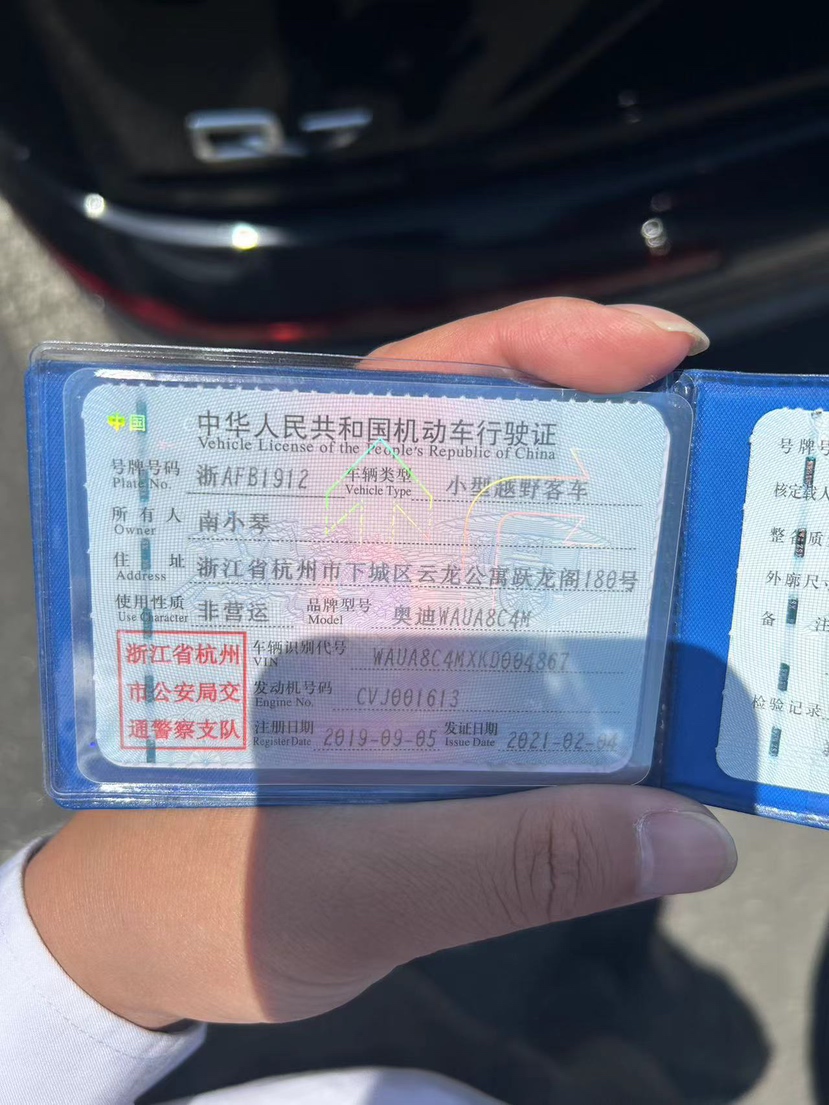 Q7
中国
中华人民共和国机动车行驶证
Vehicle License of the People's Republic of China
号牌号码 浙AFB1912 车辆类型 小型越野客车
Plate No. Vehicle Type
所有人 南小琴
Owner
住址 浙江省杭州市下城区云龙公寓跃龙阁180号
Address
使用性质 非营运 品牌型号 奥迪WAUA8C4M
Use Character Model
浙江省杭州
市公安局交
通警察支队
车辆识别代号 WAUA8C4MXKD004867
VIN
发动机号码 CVJ001613
Engine No.
注册日期 2019-09-05 发证日期 2021-02-04
Register Date Issue Date
号牌号
核定载人
整备质
外廓尺
备 注
检验记录